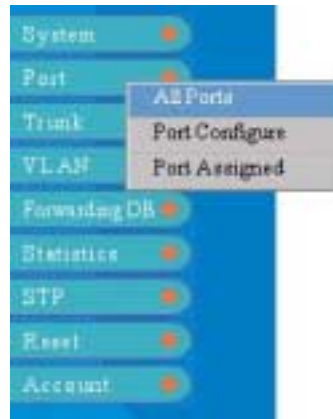 System
Port
All Ports
Trunk
Port Configure
VLAN
Port Assigned
Forwarding DB
Statistics
STP
Reset
Account